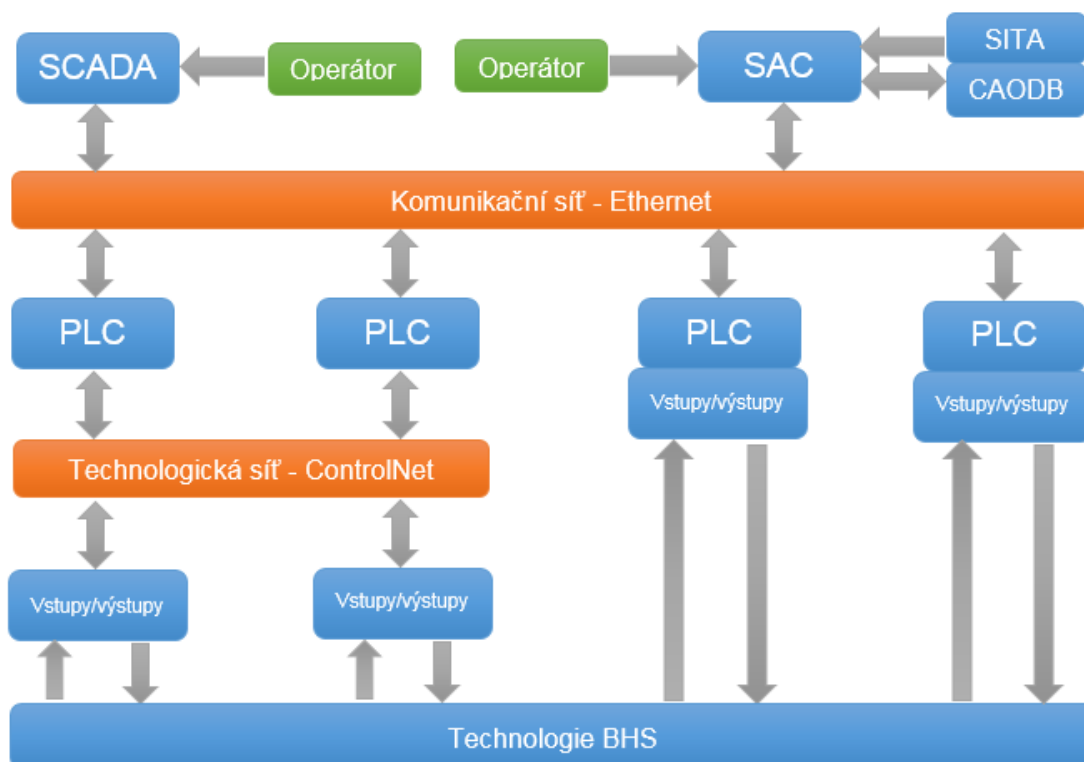 SCADA
Operátor
Operátor
SAC
SITA
CAODB
Komunikační síť - Ethernet
PLC
PLC
PLC
PLC
Vstupy/výstupy
Vstupy/výstupy
Technologická síť - ControlNet
Vstupy/výstupy
Vstupy/výstupy
Technologie BHS